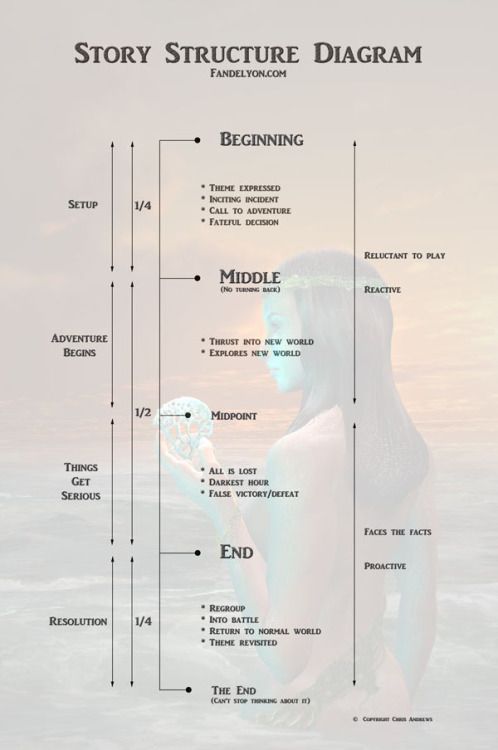 Story Structure Diagram
Fandelyon.com
Beginning
Setup
1/4
* Theme expressed
* Inciting incident
* Call to adventure
* Fateful decision
Reluctant to play
Middle
(No turning back)
Reactive
Adventure
Begins
* Thrust into new world
* Explores new world
1/2
Midpoint
Things
Get
Serious
* All is lost
* Darkest hour
* False victory/defeat
Faces the facts
End
Proactive
Resolution
1/4
* Regroup
* Into battle
* Return to normal world
* Theme revisited
The End
(Can't stop thinking about it)
© Copyright Chris Andrews